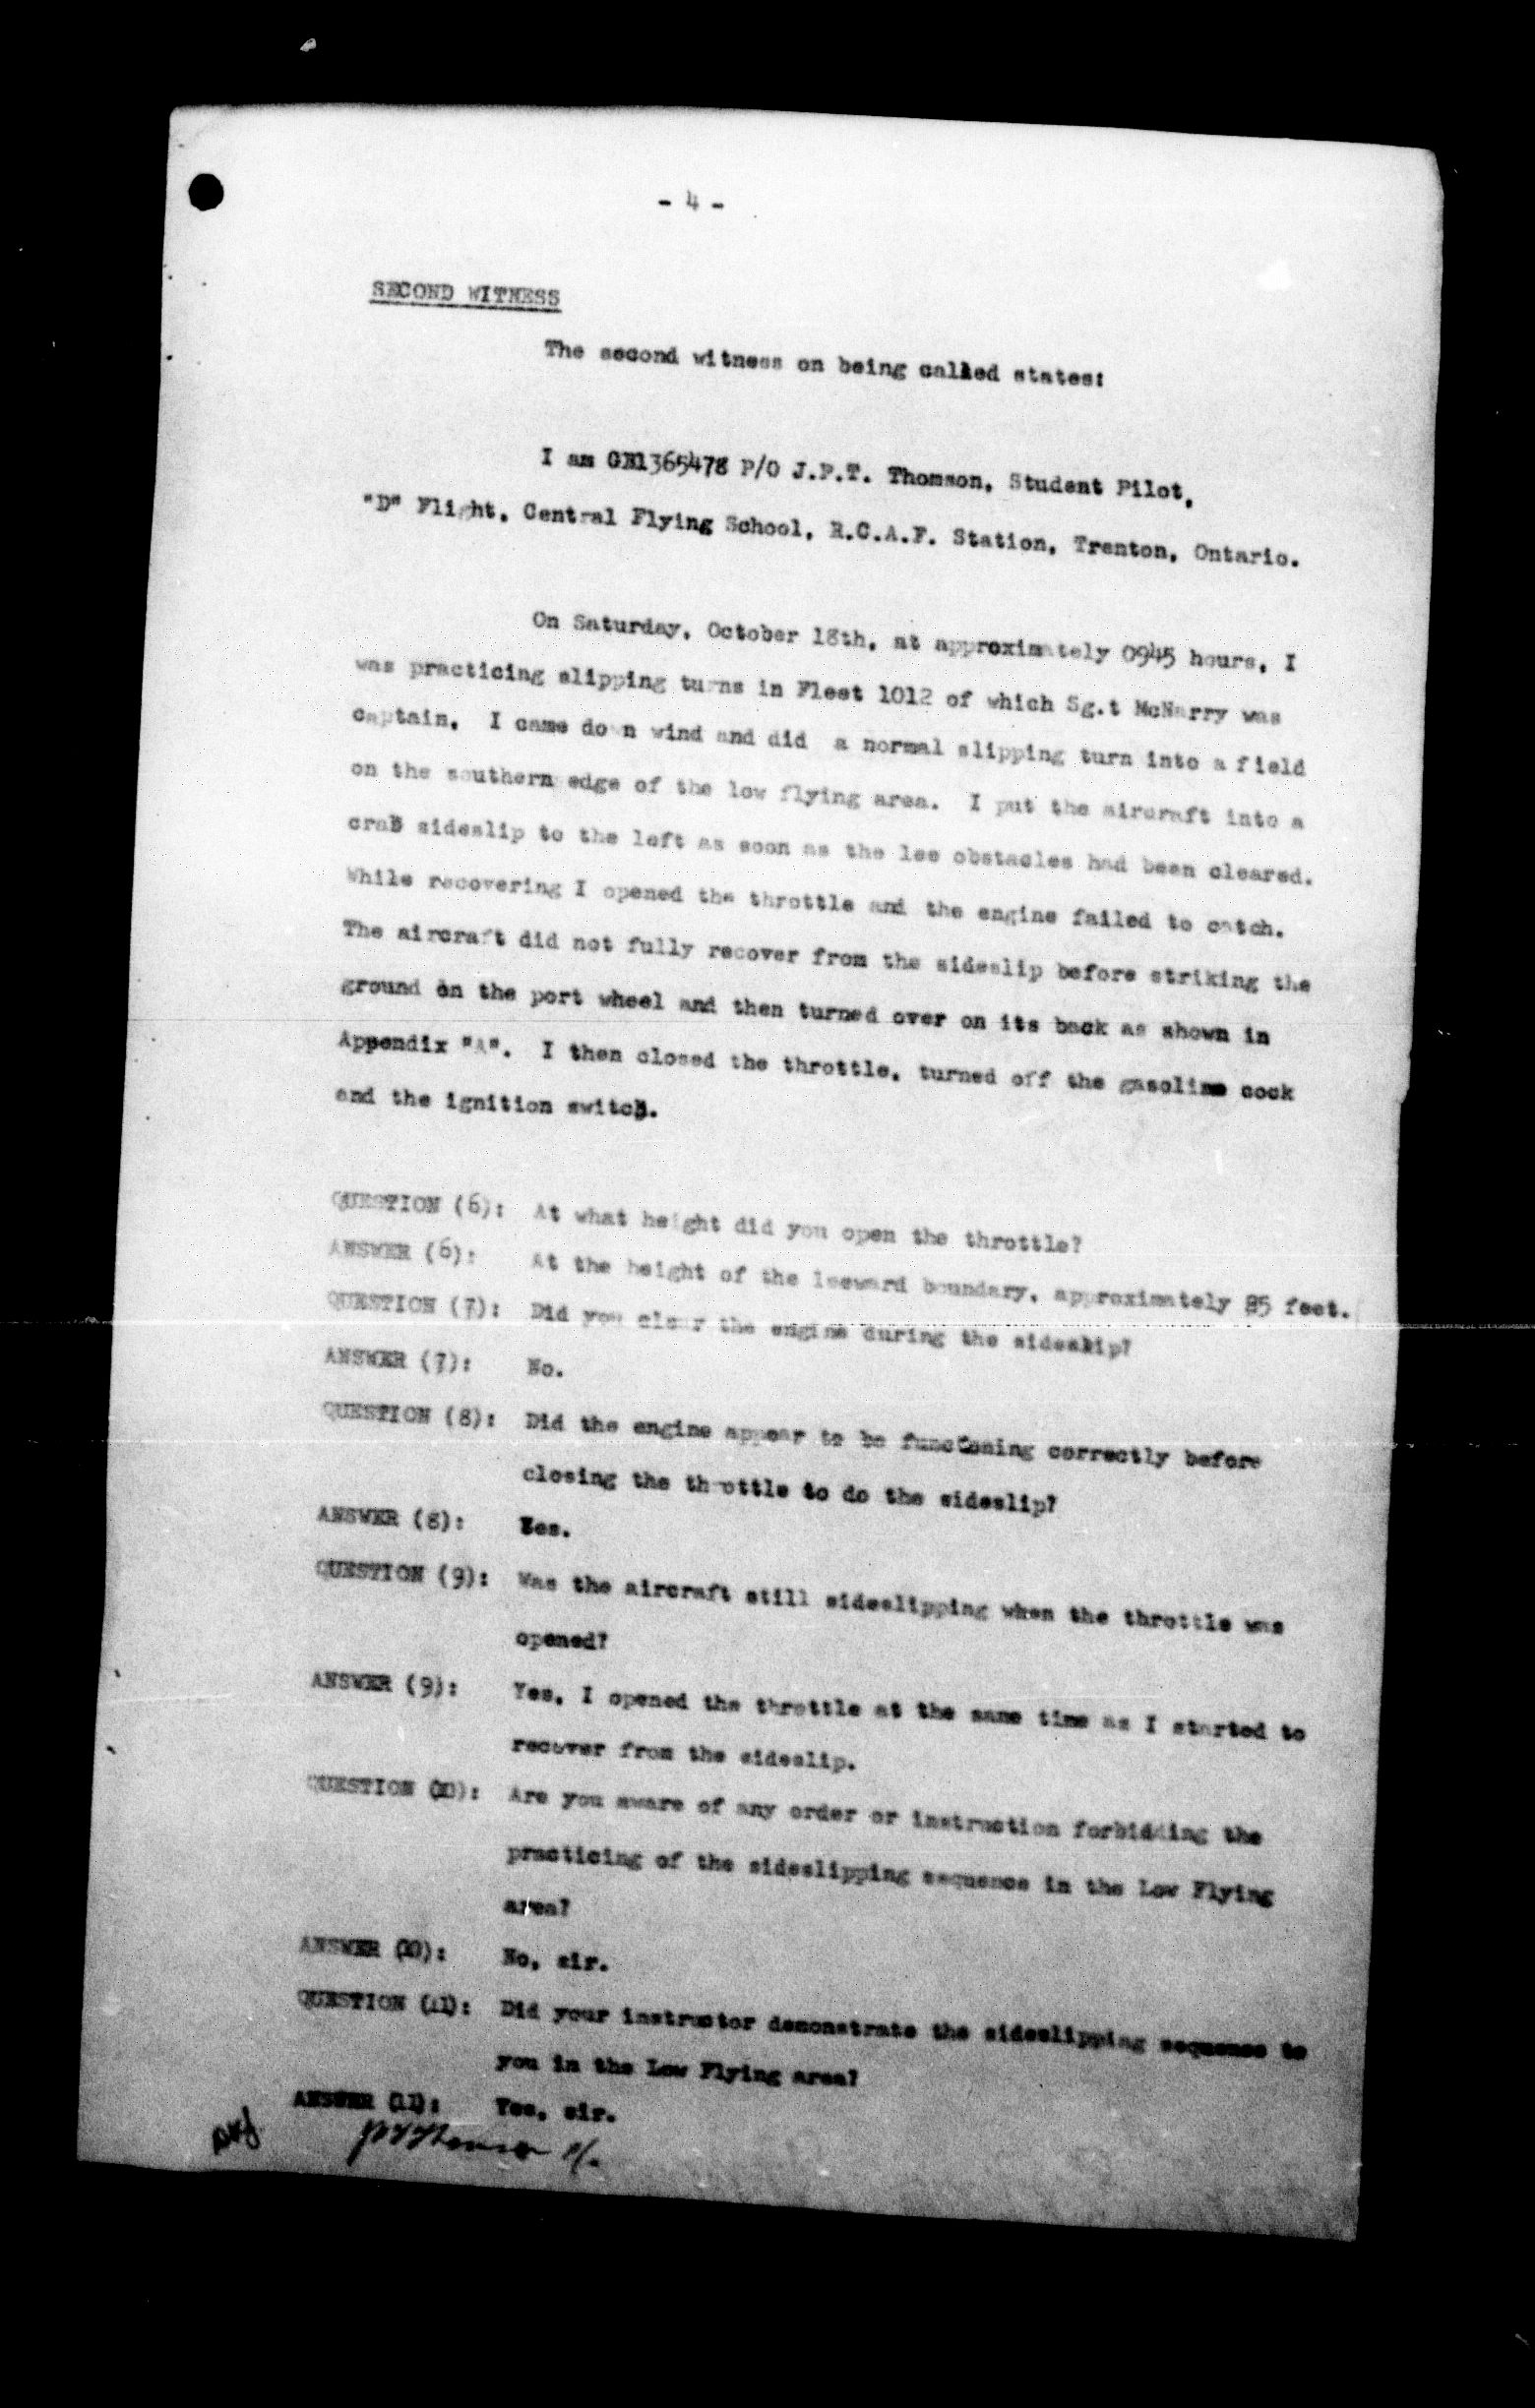 - 4 -
SECOND WITNESS
The second witness on being called states:
I am GB1365478 P/O J.P.T. Thomson, Student Pilot,
"D" Flight, Central Flying School, R.C.A.F. Station, Trenton, Ontario.
On Saturday, October 18th, at approximately 0945 hours, I
was practicing slipping turns in Fleet 1012 of which Sg.t McNarry was
captain. I came down wind and did a normal slipping turn into a field
on the southern edge of the low flying area. I put the aircraft into a
crab sideslip to the left as soon as the lee obstacles had been cleared.
While recovering I opened the throttle and the engine failed to catch.
The aircraft did not fully recover from the sideslip before striking the
ground on the port wheel and then turned over on its back as shown in
Appendix "A". I then closed the throttle, turned off the gasoline cock
and the ignition switch.
QUESTION (6): At what height did you open the throttle?
ANSWER (6): At the height of the leeward boundary, approximately feet.
QUESTION (7): Did you clear the engine during the sideslip?
ANSWER (7): No.
QUESTION (8): Did the engine appear to be functoning correctly before
closing the throttle to do the sideslip?
ANSWER (8): Yes.
QUESTION (9): Was the aircraft still sideslipping when the throttle was
opened?
ANSWER (9): Yes, I opened the throttle at the same time as I started to
recover from the sideslip.
QUESTION (10): Are you aware of any order or instruction forbidding the
practicing of the sideslipping sequence in the Low Flying
area?
ANSWER (10): No, sir.
QUESTION (11): Did your instructor demonstrate the sideslipping sequence to
you in the Low Flying area?
ANSWER (11): Yes, sir.